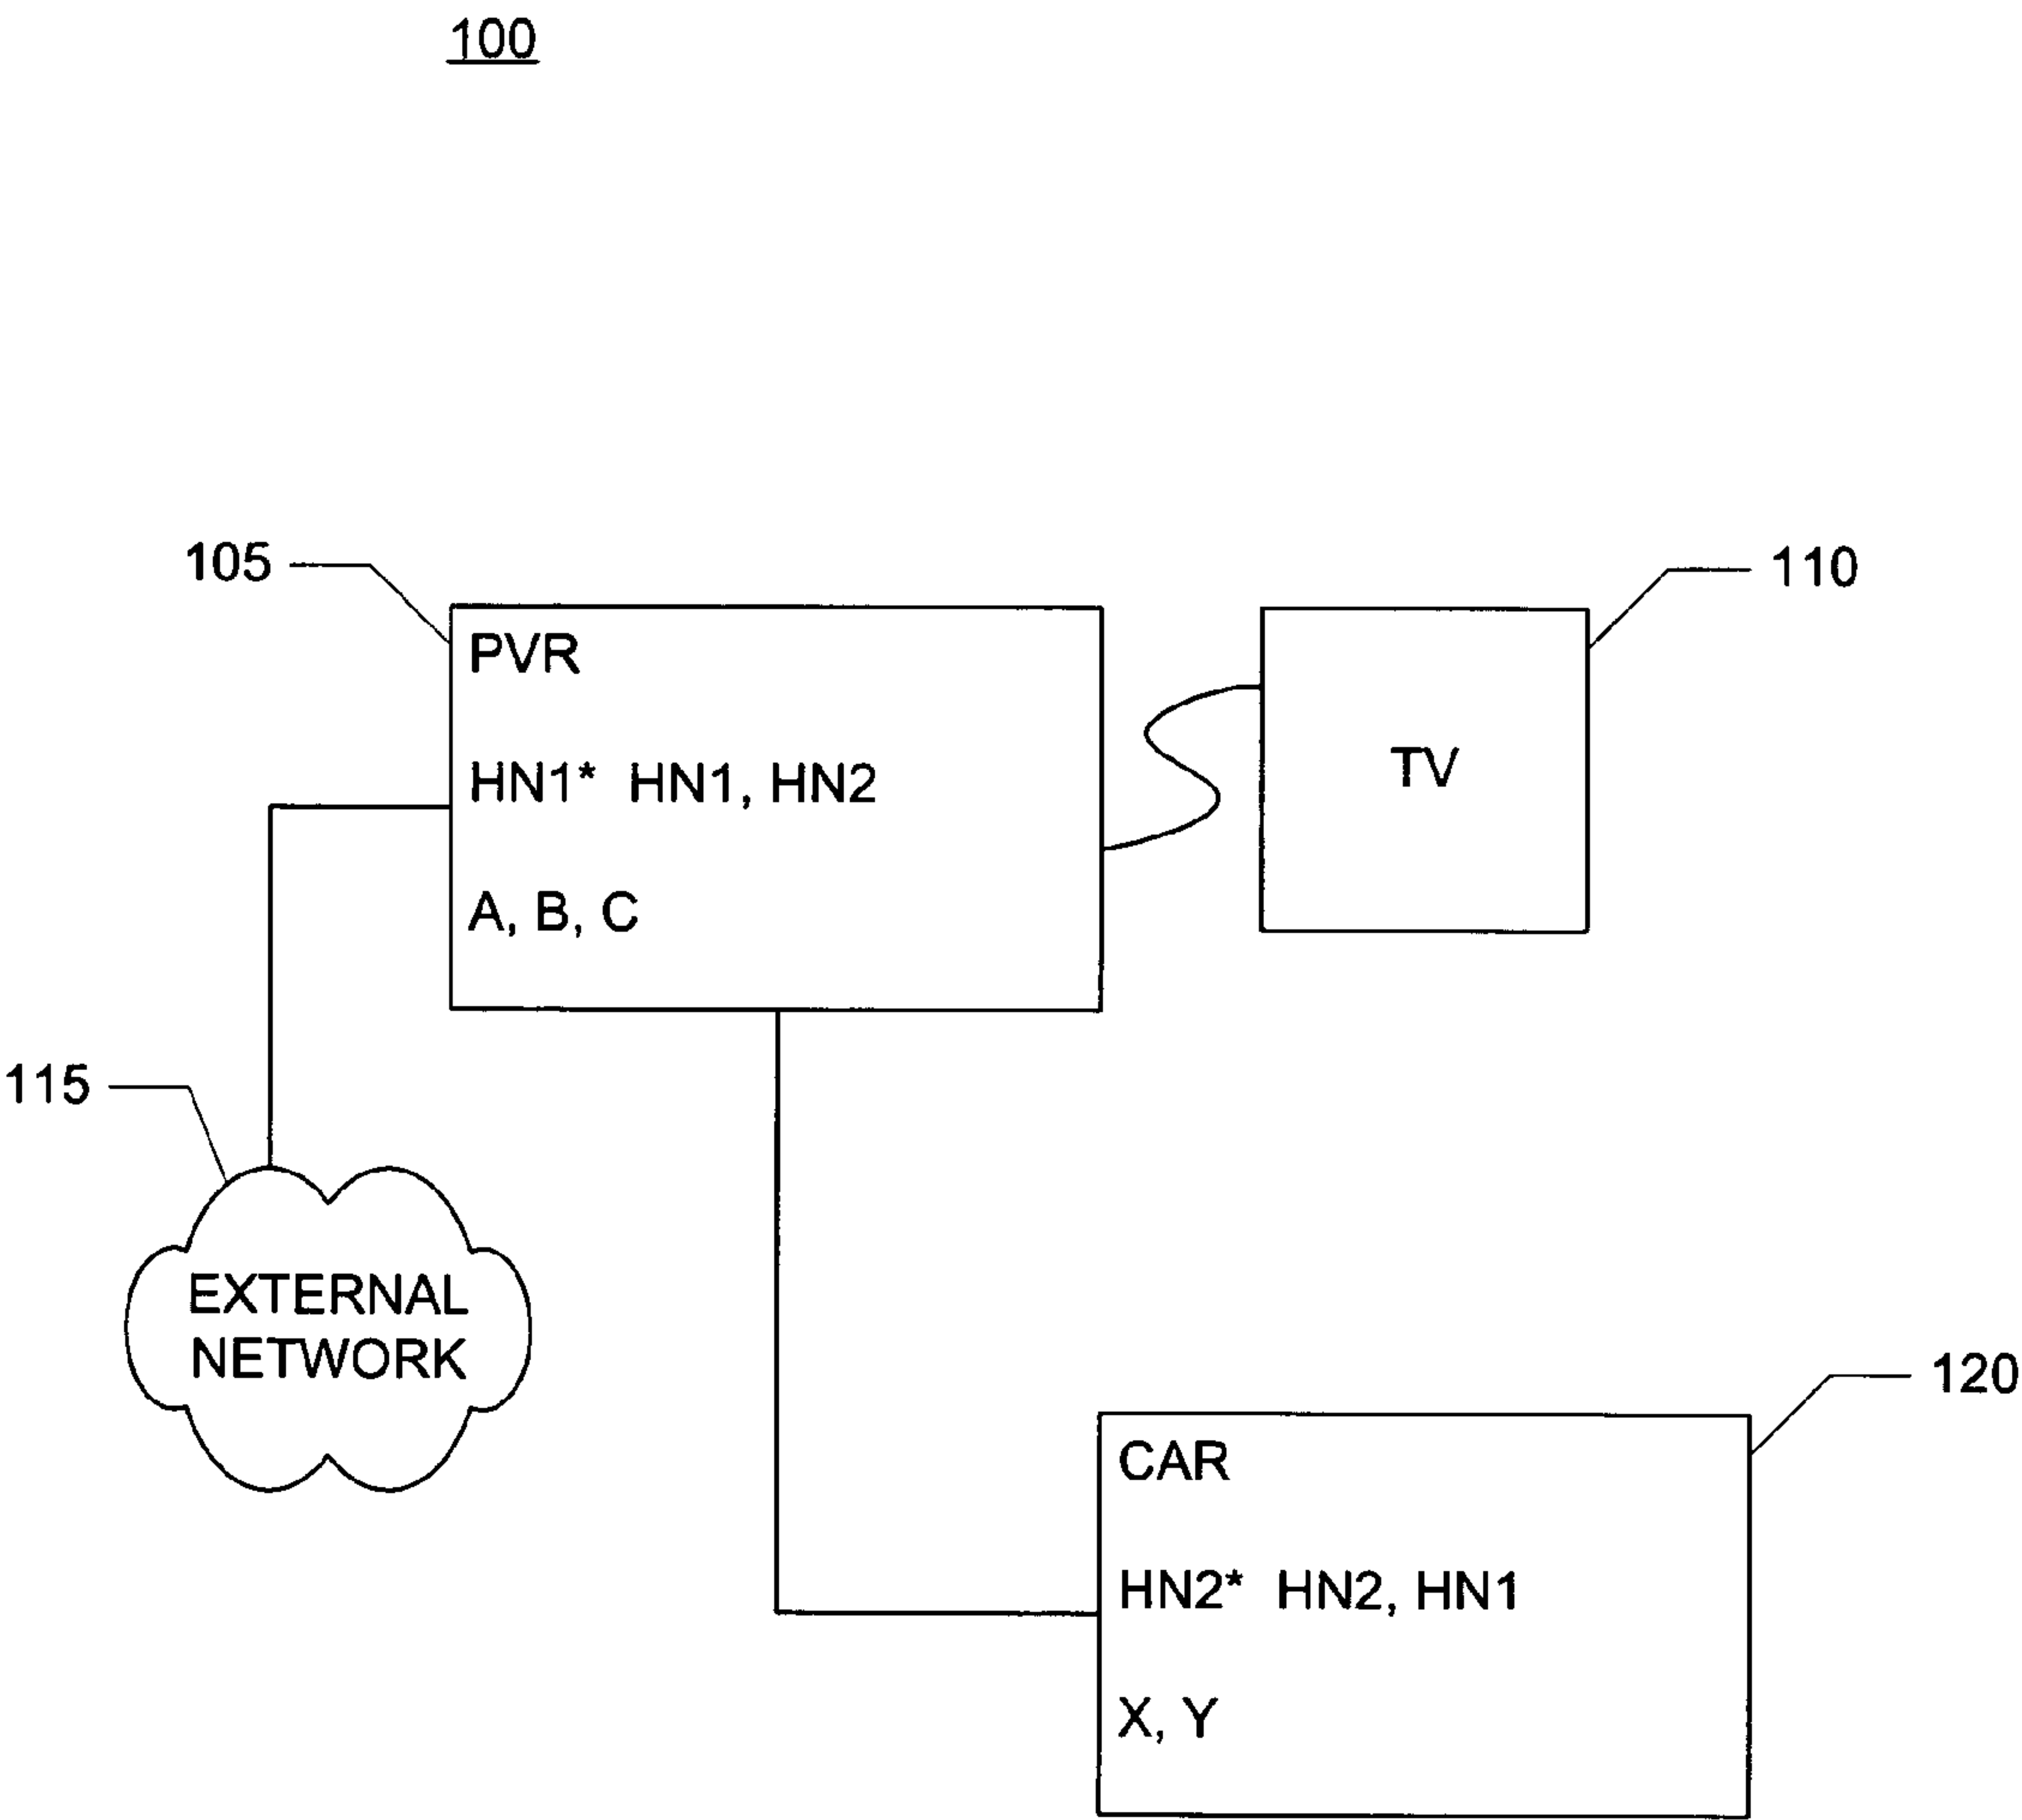 100
105
110
PVR
HN1* HN1, HN2
TV
A, B, C
115
EXTERNAL
NETWORK
120
CAR
HN2* HN2, HN1
X, Y